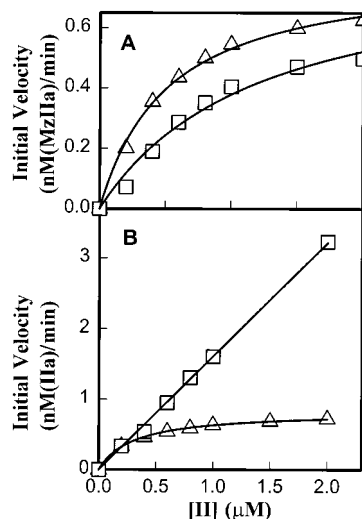 0.6
A
0.4
0.2
0.0
Initial Velocity
(nM(MzIIa)/min)
B
3
2
1
0
Initial Velocity
(nM(IIa)/min)
0.0 0.5 1.0 1.5 2.0
[II] (μM)